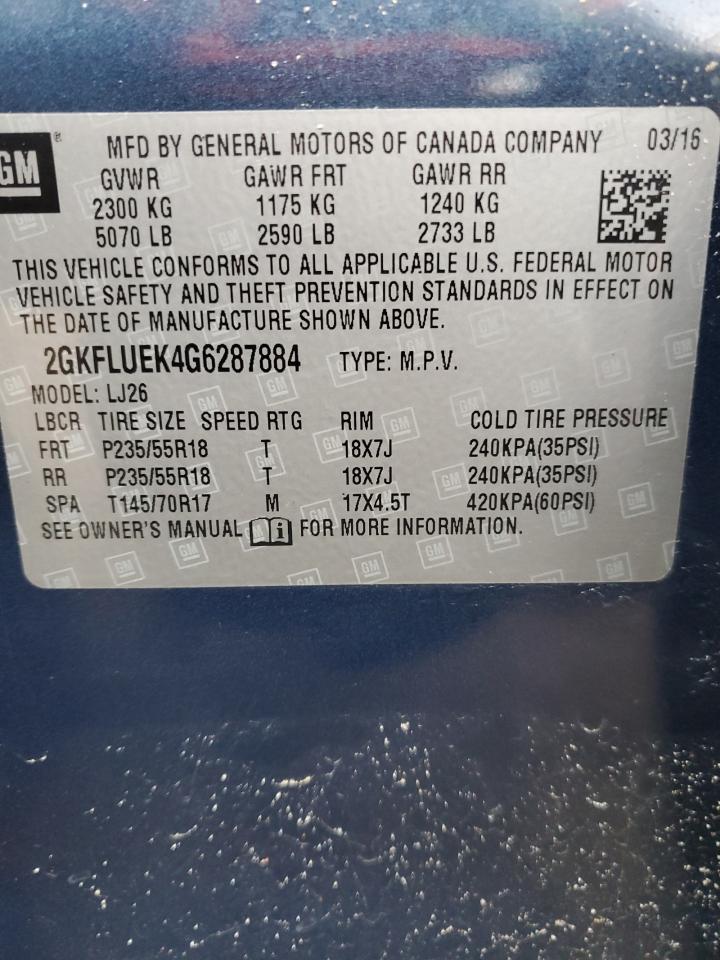 GM ® MFD BY GENERAL MOTORS OF CANADA COMPANY 03/16
GVWR GAWR FRT GAWR RR
2300 KG 1175 KG 1240 KG
5070 LB 2590 LB 2733 LB
THIS VEHICLE CONFORMS TO ALL APPLICABLE U.S. FEDERAL MOTOR
VEHICLE SAFETY AND THEFT PREVENTION STANDARDS IN EFFECT ON
THE DATE OF MANUFACTURE SHOWN ABOVE.
2GKFLUEK4G6287884 TYPE: M.P.V.
MODEL: LJ26
LBCR TIRE SIZE SPEED RTG RIM COLD TIRE PRESSURE
FRT P235/55R18 T 18X7J 240KPA(35PSI)
RR P235/55R18 T 18X7J 240KPA(35PSI)
SPA T145/70R17 M 17X4.5T 420KPA(60PSI)
SEE OWNER'S MANUAL i FOR MORE INFORMATION.